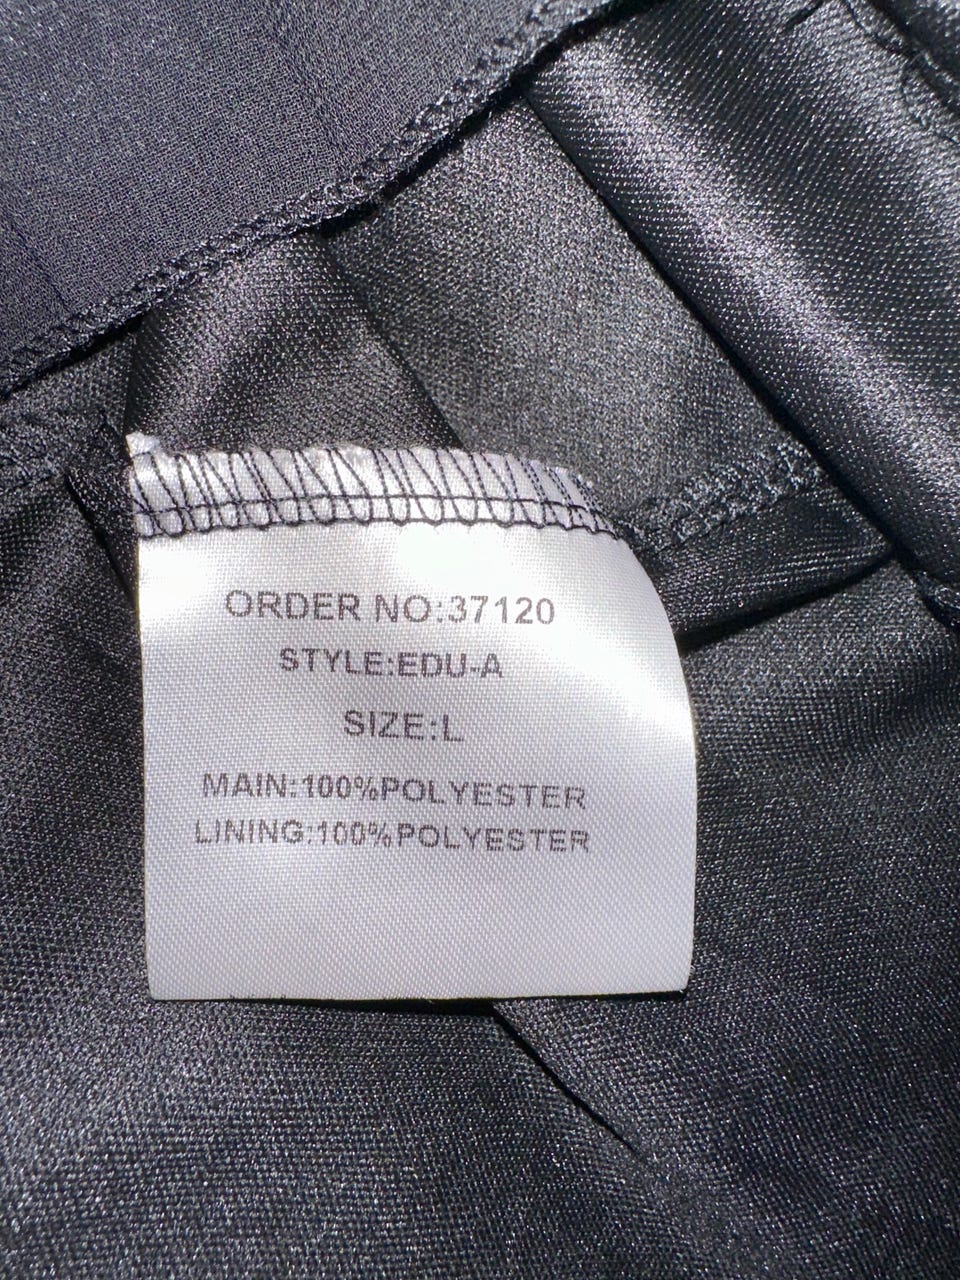 ORDER NO:37120
STYLE:EDU-A
SIZE:L
MAIN:100%POLYESTER
LINING:100%POLYESTER